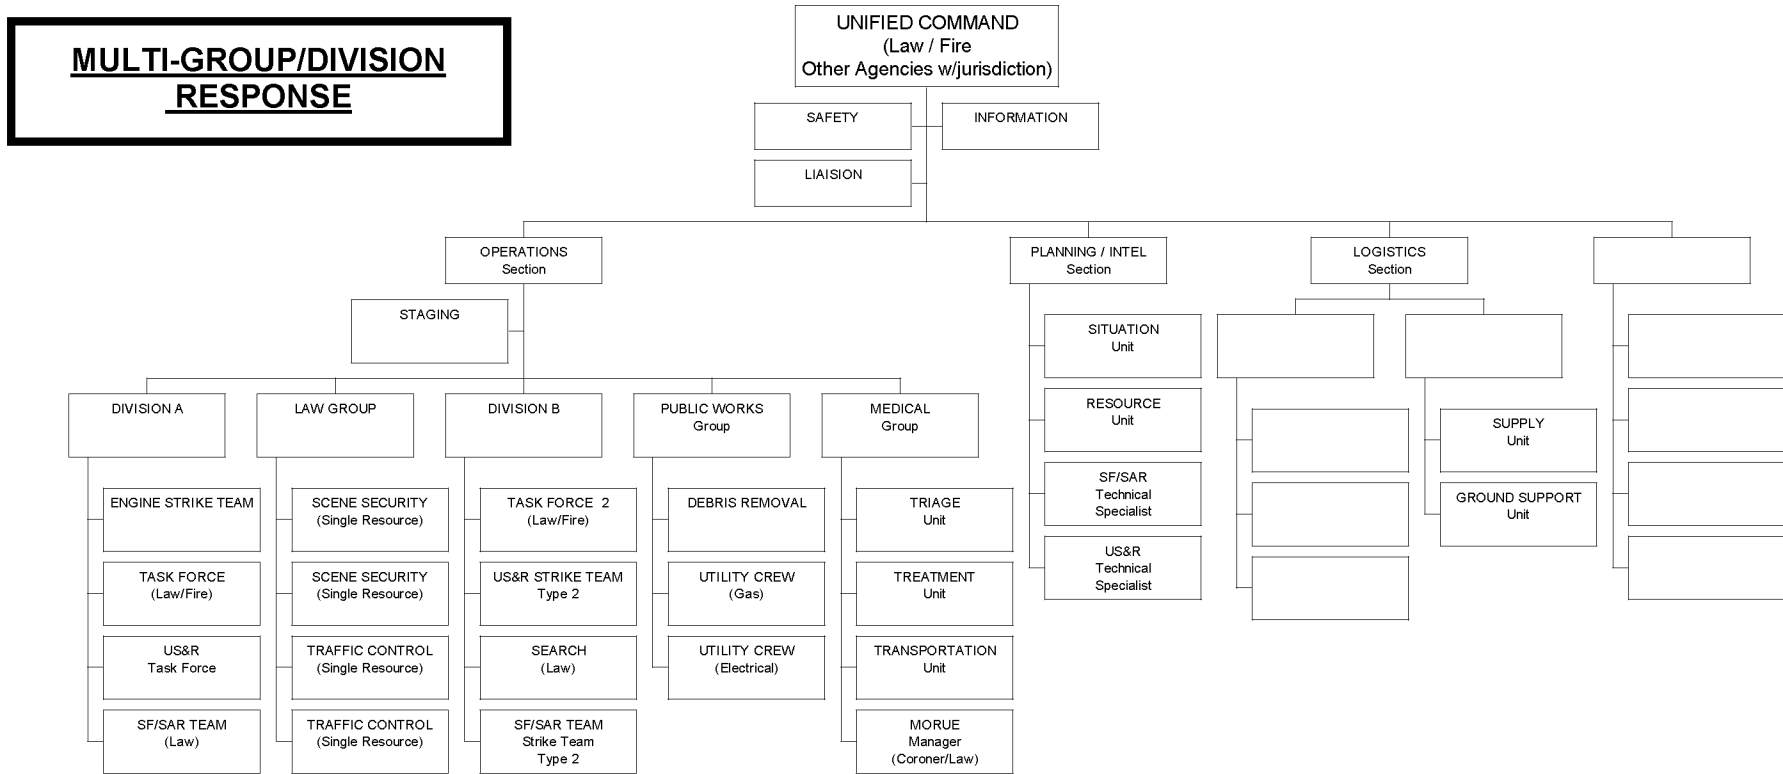 MULTI-GROUP/DIVISION
RESPONSE
UNIFIED COMMAND
(Law / Fire
Other Agencies w/jurisdiction)
SAFETY
INFORMATION
LIAISION
OPERATIONS
Section
PLANNING / INTEL
Section
LOGISTICS
Section
STAGING
SITUATION
Unit
RESOURCE
Unit
SF/SAR
Technical
Specialist
US&R
Technical
Specialist
SUPPLY
Unit
GROUND SUPPORT
Unit
DIVISION A
ENGINE STRIKE TEAM
TASK FORCE
(Law/Fire)
US&R
Task Force
SF/SAR TEAM
(Law)
LAW GROUP
SCENE SECURITY
(Single Resource)
SCENE SECURITY
(Single Resource)
TRAFFIC CONTROL
(Single Resource)
TRAFFIC CONTROL
(Single Resource)
DIVISION B
TASK FORCE  2
(Law/Fire)
US&R STRIKE TEAM
Type 2
SEARCH
(Law)
SF/SAR TEAM
Strike Team
Type 2
PUBLIC WORKS
Group
DEBRIS REMOVAL
UTILITY CREW
(Gas)
UTILITY CREW
(Electrical)
MEDICAL
Group
TRIAGE
Unit
TREATMENT
Unit
TRANSPORTATION
Unit
MORUE
Manager
(Coroner/Law)